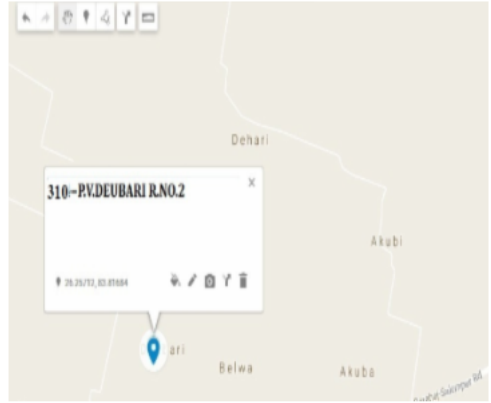 Dehari
310-P.V.DEUBARI R.NO.2
X
Akubi
ari
Belwa
Akuba